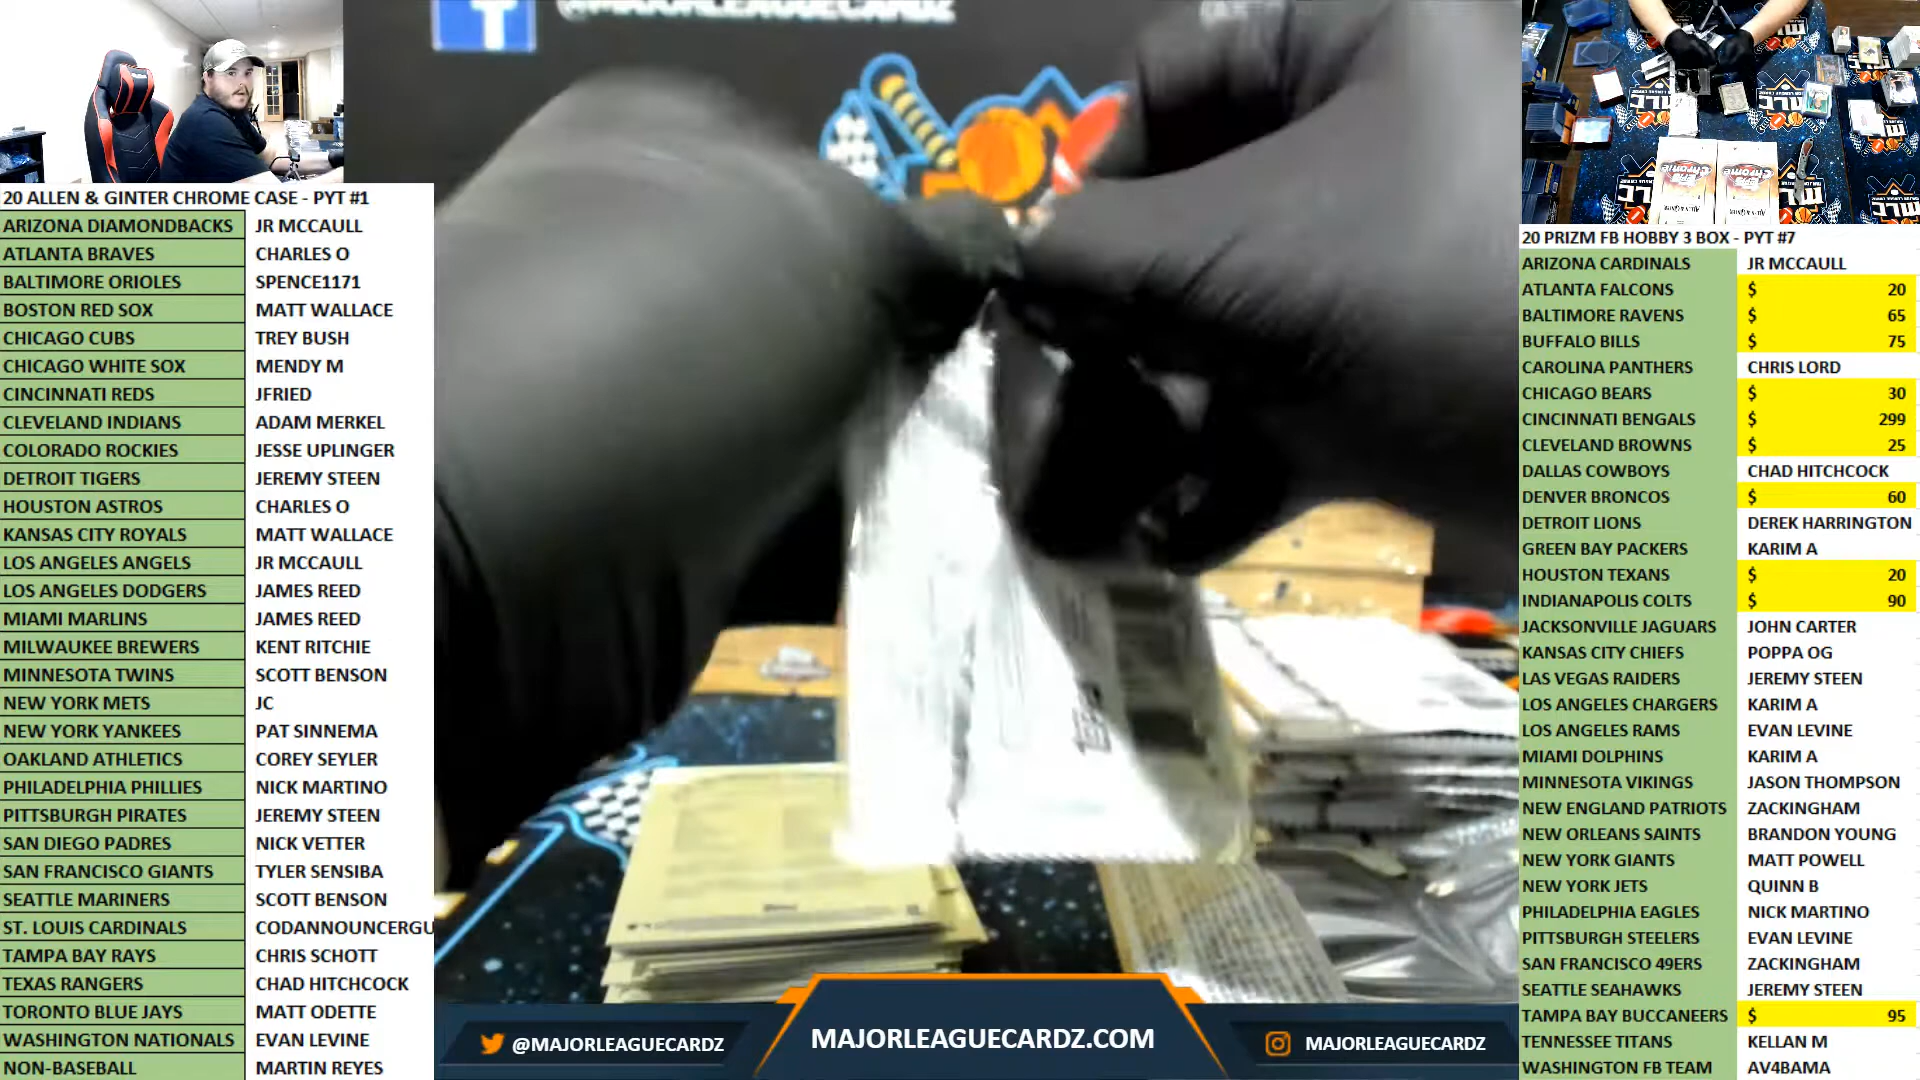 @MAJORLEAGUECARDZ
20 ALLEN & GINTER CHROME CASE - PYT #1
ARIZONA DIAMONDBACKS JR MCCAULL
ATLANTA BRAVES CHARLES O
BALTIMORE ORIOLES SPENCE1171
BOSTON RED SOX MATT WALLACE
CHICAGO CUBS TREY BUSH
CHICAGO WHITE SOX MENDY M
CINCINNATI REDS JFRIED
CLEVELAND INDIANS ADAM MERKEL
COLORADO ROCKIES JESSE UPLINGER
DETROIT TIGERS JEREMY STEEN
HOUSTON ASTROS CHARLES O
KANSAS CITY ROYALS MATT WALLACE
LOS ANGELES ANGELS JR MCCAULL
LOS ANGELES DODGERS JAMES REED
MIAMI MARLINS JAMES REED
MILWAUKEE BREWERS KENT RITCHIE
MINNESOTA TWINS SCOTT BENSON
NEW YORK METS JC
NEW YORK YANKEES PAT SINNEMA
OAKLAND ATHLETICS COREY SEYLER
PHILADELPHIA PHILLIES NICK MARTINO
PITTSBURGH PIRATES JEREMY STEEN
SAN DIEGO PADRES NICK VETTER
SAN FRANCISCO GIANTS TYLER SENSIBA
SEATTLE MARINERS SCOTT BENSON
ST. LOUIS CARDINALS CODANNOUNCERGU
TAMPA BAY RAYS CHRIS SCHOTT
TEXAS RANGERS CHAD HITCHCOCK
TORONTO BLUE JAYS MATT ODETTE
WASHINGTON NATIONALS EVAN LEVINE
NON-BASEBALL MARTIN REYES
20 PRIZM FB HOBBY 3 BOX - PYT #7
ARIZONA CARDINALS JR MCCAULL
ATLANTA FALCONS $ 20
BALTIMORE RAVENS $ 65
BUFFALO BILLS $ 75
CAROLINA PANTHERS CHRIS LORD
CHICAGO BEARS $ 30
CINCINNATI BENGALS $ 299
CLEVELAND BROWNS $ 25
DALLAS COWBOYS CHAD HITCHCOCK
DENVER BRONCOS $ 60
DETROIT LIONS DEREK HARRINGTON
GREEN BAY PACKERS KARIM A
HOUSTON TEXANS $ 20
INDIANAPOLIS COLTS $ 90
JACKSONVILLE JAGUARS JOHN CARTER
KANSAS CITY CHIEFS POPPA OG
LAS VEGAS RAIDERS JEREMY STEEN
LOS ANGELES CHARGERS KARIM A
LOS ANGELES RAMS EVAN LEVINE
MIAMI DOLPHINS KARIM A
MINNESOTA VIKINGS JASON THOMPSON
NEW ENGLAND PATRIOTS ZACKINGHAM
NEW ORLEANS SAINTS BRANDON YOUNG
NEW YORK GIANTS MATT POWELL
NEW YORK JETS QUINN B
PHILADELPHIA EAGLES NICK MARTINO
PITTSBURGH STEELERS EVAN LEVINE
SAN FRANCISCO 49ERS ZACKINGHAM
SEATTLE SEAHAWKS JEREMY STEEN
TAMPA BAY BUCCANEERS $ 95
TENNESSEE TITANS KELLAN M
WASHINGTON FB TEAM AV4BAMA
@MAJORLEAGUECARDZ
MAJORLEAGUECARDZ.COM
MAJORLEAGUECARDZ